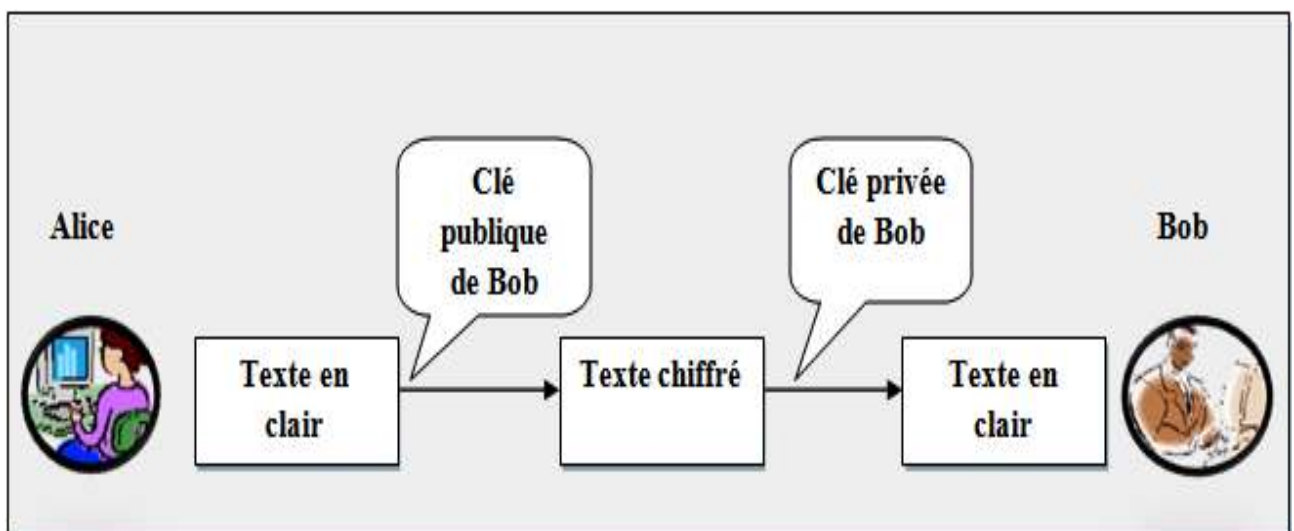 Alice
Clé
publique
de Bob
Clé privée
de Bob
Bob
Texte en
clair
Texte chiffré
Texte en
clair